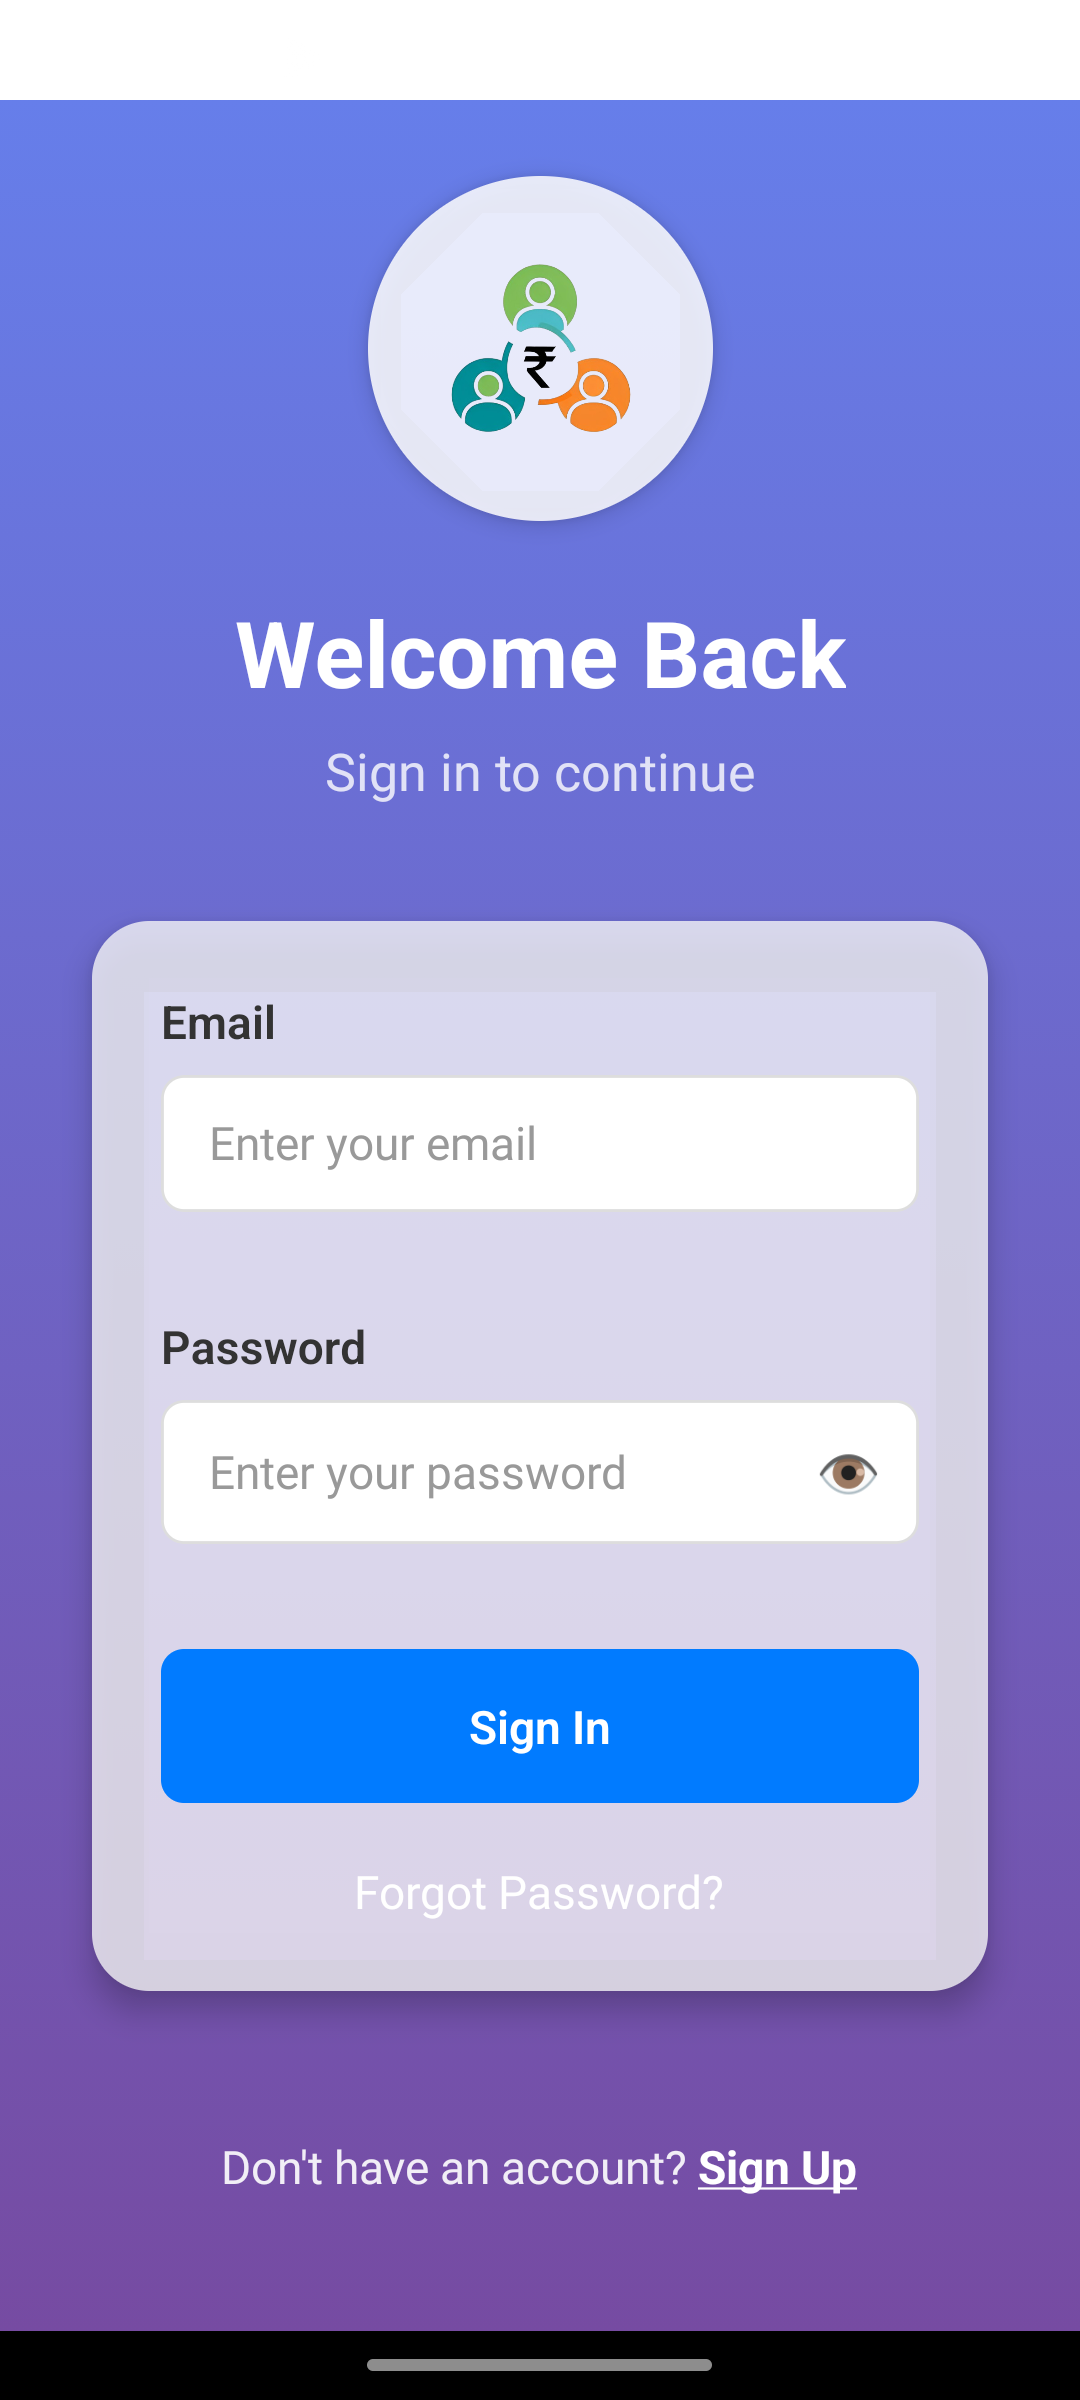 ₹
Welcome Back
Sign in to continue
Email
Enter your email
Password
Enter your password
Sign In
Forgot Password?
Don't have an account? Sign Up